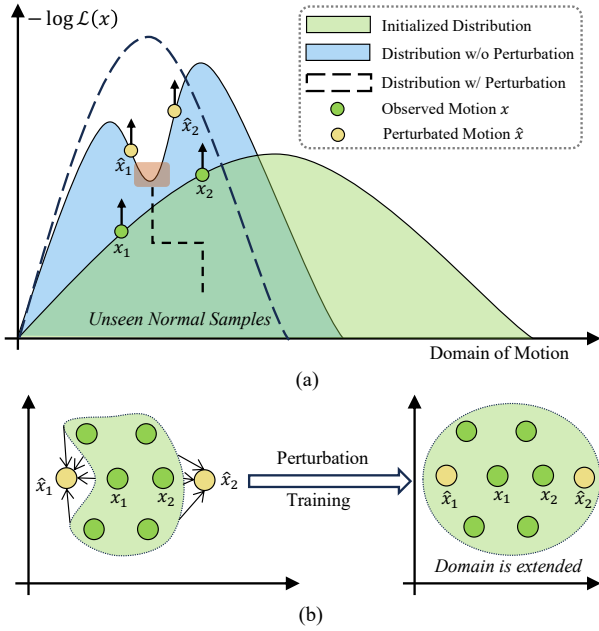 − log ℒ(x)
Initialized Distribution
Distribution w/o Perturbation
Distribution w/ Perturbation
Observed Motion x
Perturbated Motion x̂
x̂₁
x̂₂
x₂
x₁
Unseen Normal Samples
Domain of Motion
(a)
x̂₁
x₁
x₂
x̂₂
Perturbation
Training
x̂₁
x₁
x₂
x̂₂
Domain is extended
(b)